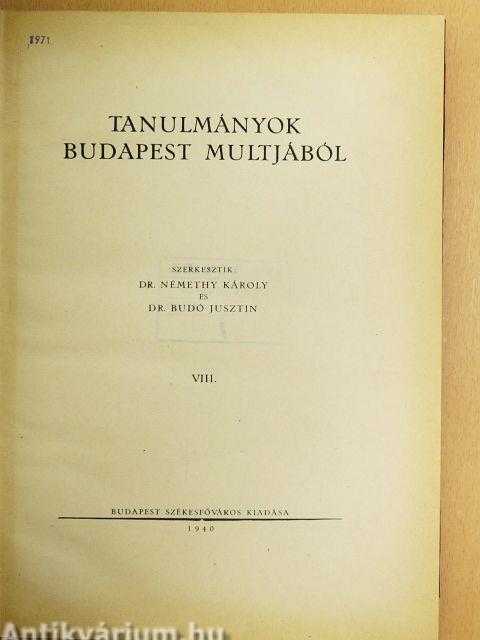 1971
TANULMÁNYOK
BUDAPEST MULTJÁBÓL
SZERKESZTIK:
DR. NÉMETHY KÁROLY
ÉS
DR. BUDÓ JUSZTIN
VIII.
BUDAPEST SZÉKESFŐVÁROS KIADÁSA
1940
Antikvárium.hu